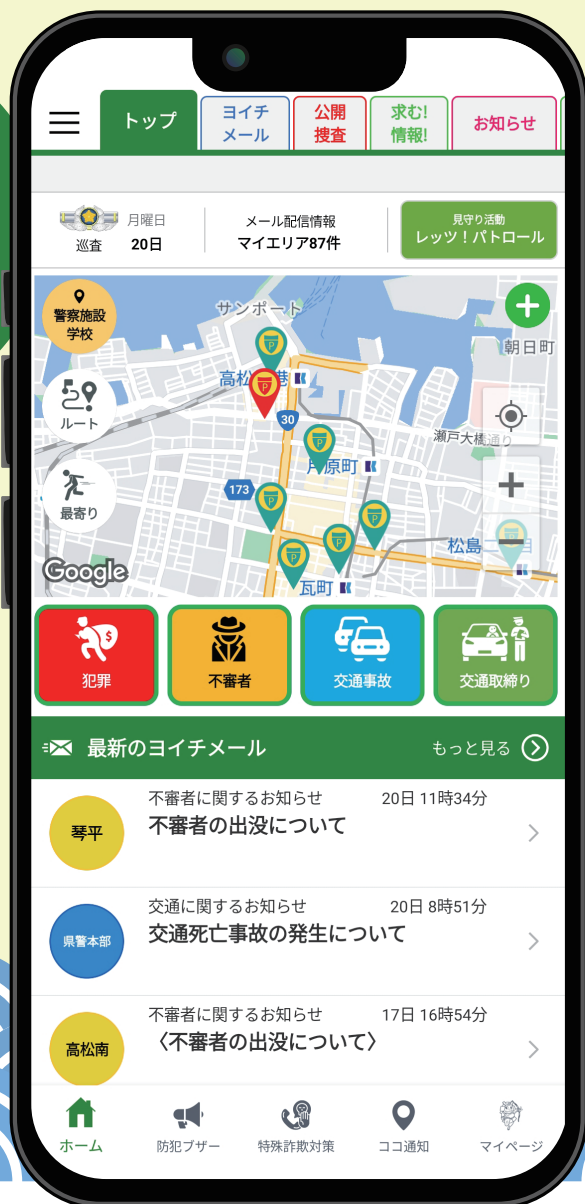 トップ
ヨイチ
メール
公開
捜査
求む!
情報!
お知らせ
月曜日
巡査 20日
メール配信情報
マイエリア87件
見守り活動
レッツ！パトロール
警察施設
学校
サンポート
朝日町
ルート
30
瀬戸大橋通り
片原町
173
最寄り
松島
Google
瓦町
犯罪
不審者
交通事故
交通取締り
最新のヨイチメール
もっと見る
不審者に関するお知らせ 20日 11時34分
琴平
不審者の出没について
交通に関するお知らせ 20日 8時51分
県警本部
交通死亡事故の発生について
不審者に関するお知らせ 17日 16時54分
高松南
〈不審者の出没について〉
ホーム
防犯ブザー
特殊詐欺対策
ココ通知
マイページ